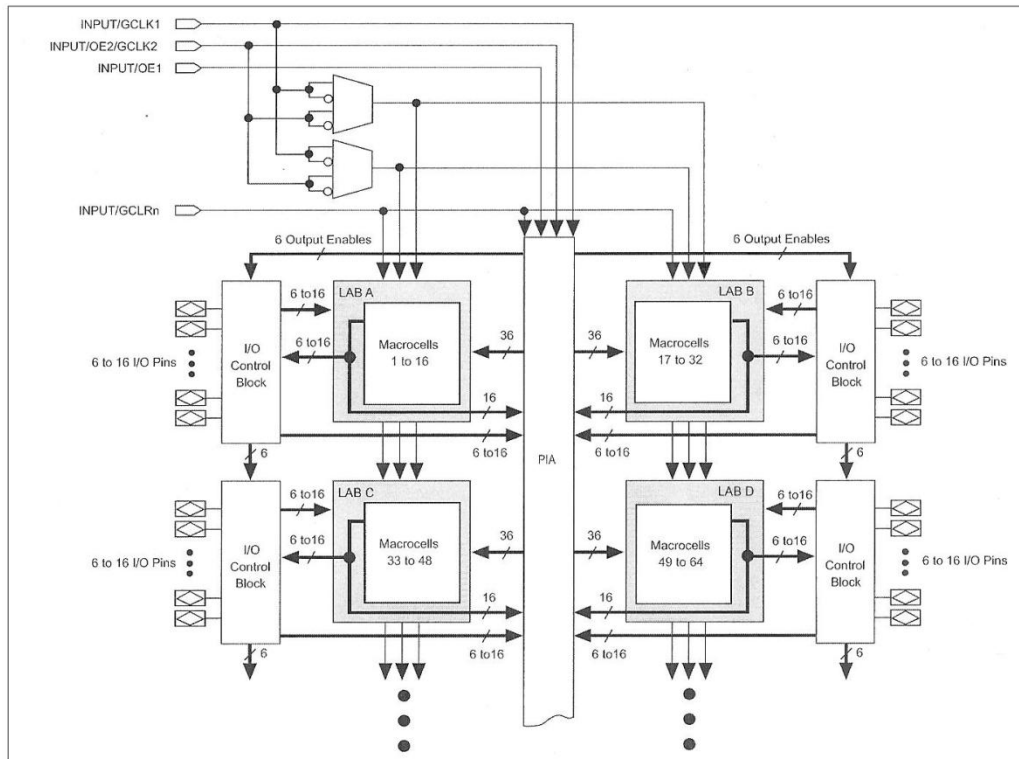 INPUT/GCLK1
INPUT/OE2/GCLK2
INPUT/OE1
INPUT/GCLRn
6 Output Enables
6 Output Enables
6 to 16 I/O Pins
I/O
Control
Block
6 to16
6 to16
LAB A
Macrocells
1 to 16
36
16
6 to16
6
PIA
36
16
6 to16
LAB B
Macrocells
17 to 32
6 to16
6 to16
I/O
Control
Block
6 to 16 I/O Pins
6
6 to 16 I/O Pins
I/O
Control
Block
6 to16
6 to16
LAB C
Macrocells
33 to 48
36
16
6 to16
6
36
16
6 to16
LAB D
Macrocells
49 to 64
6 to16
6 to16
I/O
Control
Block
6 to 16 I/O Pins
6